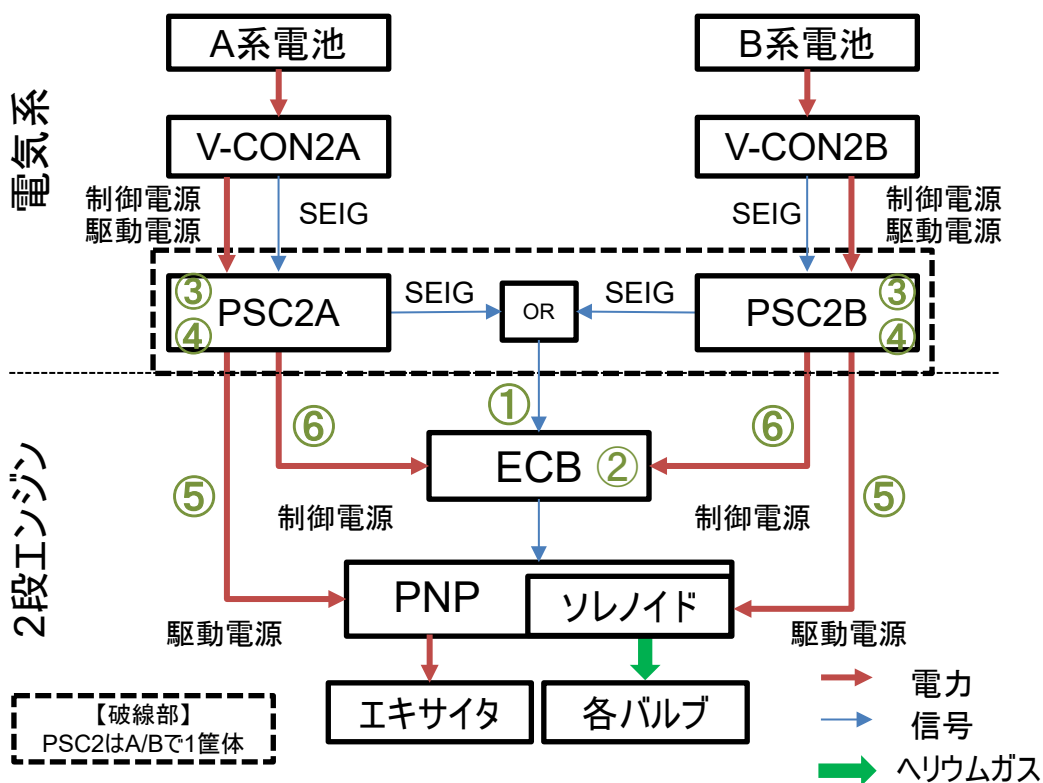 A系電池
B系電池
電気系
V-CON2A
V-CON2B
制御電源
駆動電源
SEIG
SEIG
制御電源
駆動電源
③
④
PSC2A
SEIG
OR
SEIG
PSC2B
③
④
①
⑥
⑥
ECB
②
⑤
⑤
2段エンジン
制御電源
制御電源
PNP
ソレノイド
駆動電源
駆動電源
エキサイタ
各バルブ
【破線部】
PSC2はA/Bで1筐体
電力
信号
ヘリウムガス